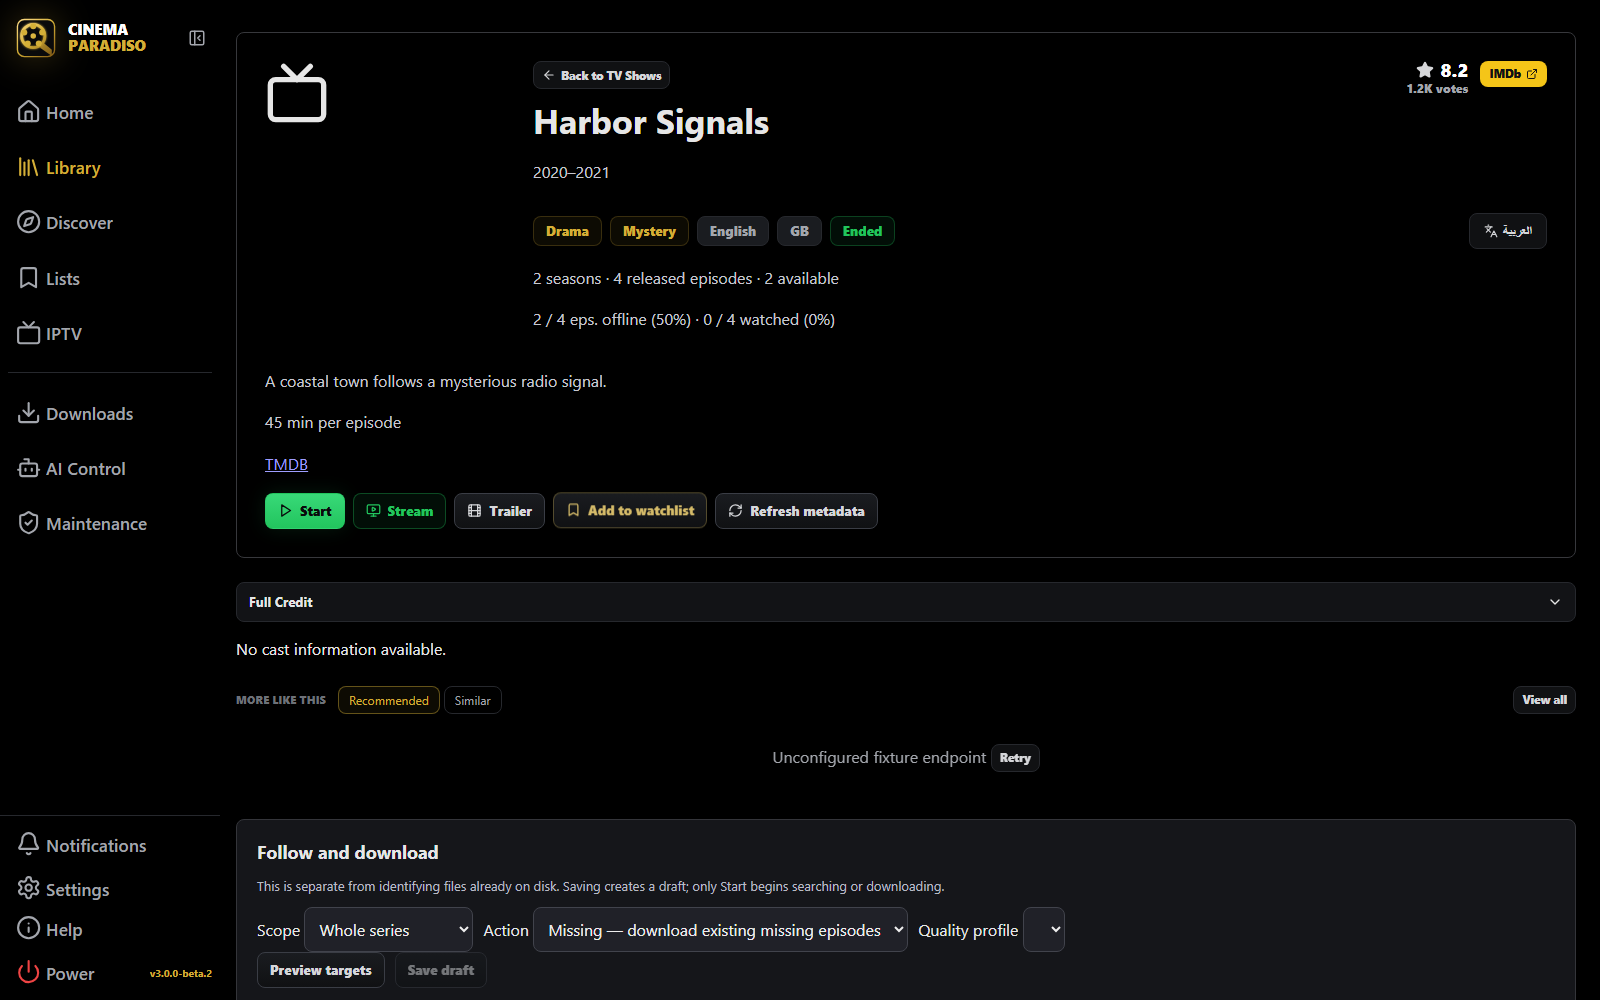 CINEMA
PARADISO
Home
Library
Discover
Lists
IPTV
Downloads
AI Control
Maintenance
Notifications
Settings
Help
Power
v3.0.0-beta.2
Back to TV Shows
8.2
1.2K votes
IMDb
Harbor Signals
2020–2021
Drama
Mystery
English
GB
Ended
العربية
2 seasons · 4 released episodes · 2 available
2 / 4 eps. offline (50%) · 0 / 4 watched (0%)
A coastal town follows a mysterious radio signal.
45 min per episode
TMDB
Start
Stream
Trailer
Add to watchlist
Refresh metadata
Full Credit
No cast information available.
MORE LIKE THIS
Recommended
Similar
View all
Unconfigured fixture endpoint
Retry
Follow and download
This is separate from identifying files already on disk. Saving creates a draft; only Start begins searching or downloading.
Scope
Whole series
Action
Missing — download existing missing episodes
Quality profile
Preview targets
Save draft